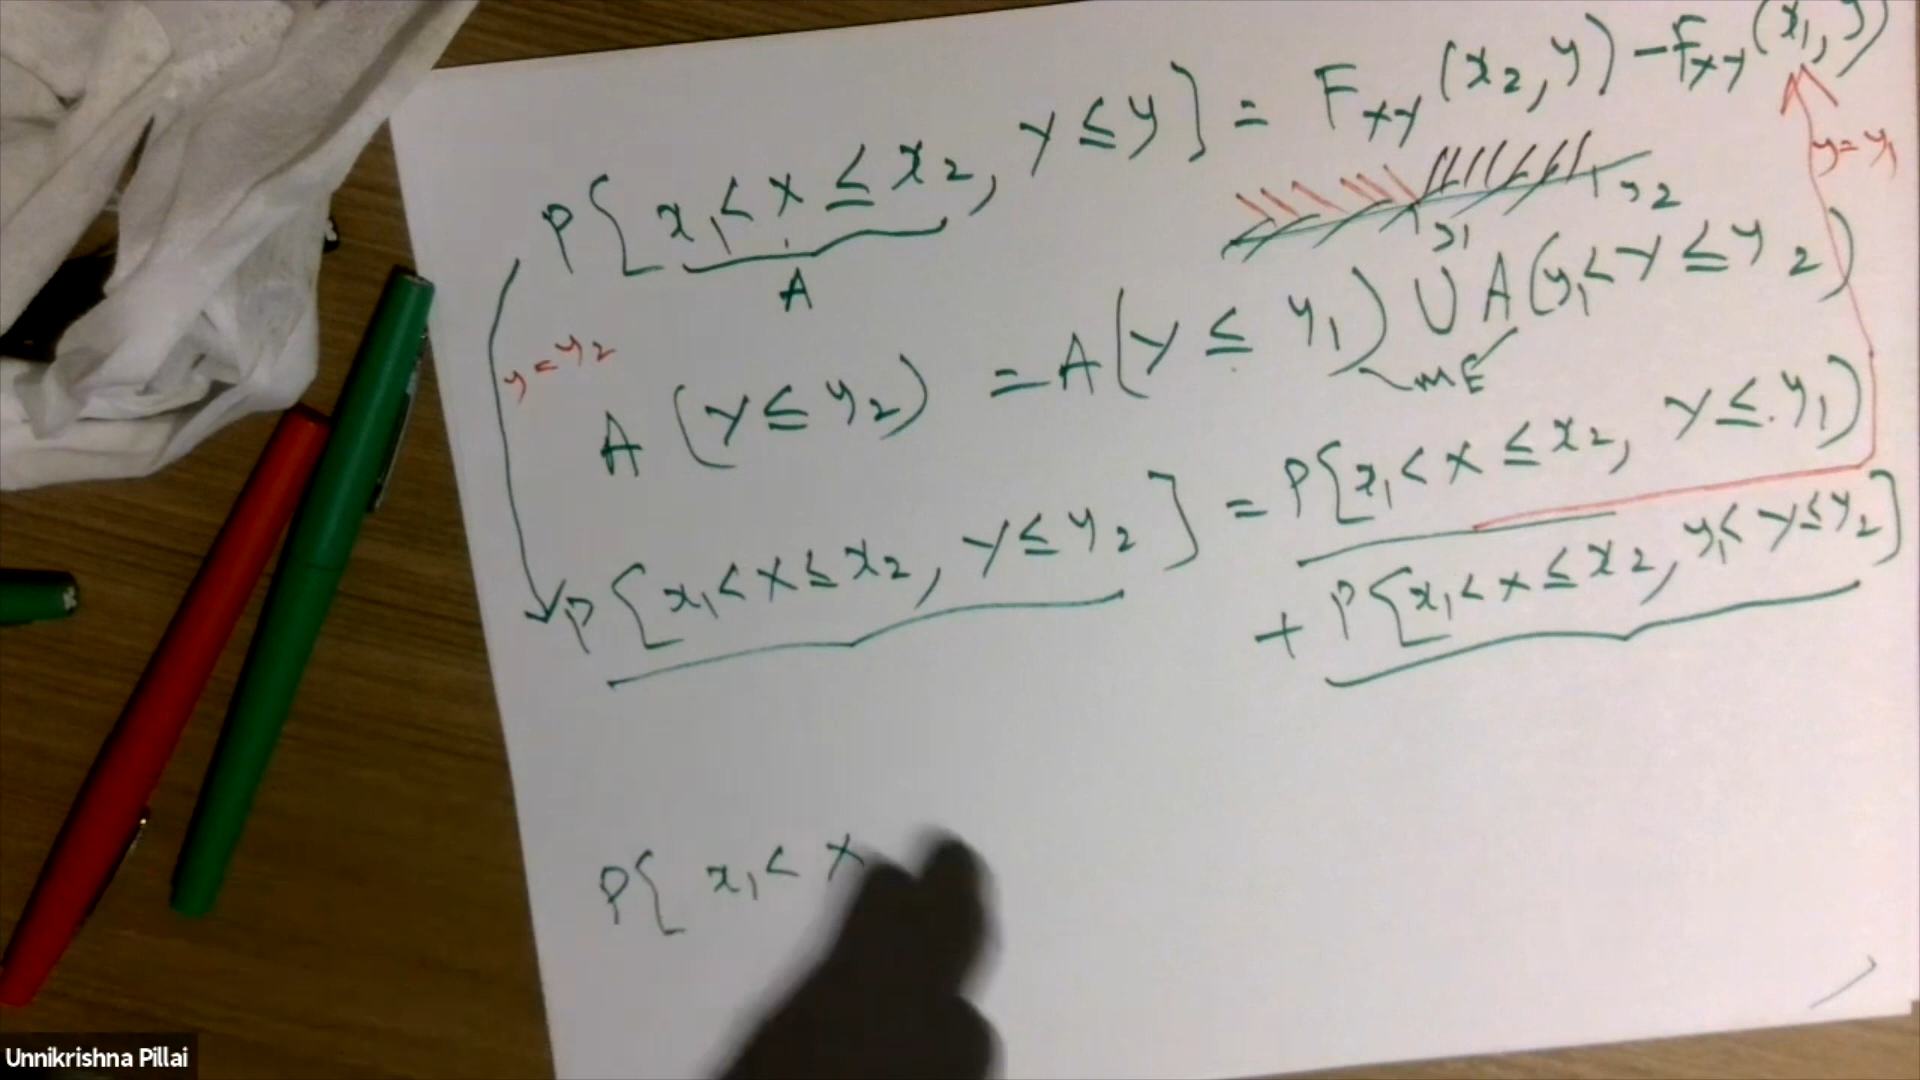 P{x₁ < X ≤ x₂, Y ≤ y} = F_XY (x₂, y) − F_XY (x₁, y)
A
y₁ y₂
y = y₁
y = y₂
A (Y ≤ y₂) = A (Y ≤ y₁) ∪ A (y₁ < Y ≤ y₂)
ME
P{x₁ < X ≤ x₂, Y ≤ y₂} = P{x₁ < X ≤ x₂, Y ≤ y₁)
+ P{x₁ < X ≤ x₂, y₁ < Y ≤ y₂}
P{ x₁ < X
Unnikrishna Pillai